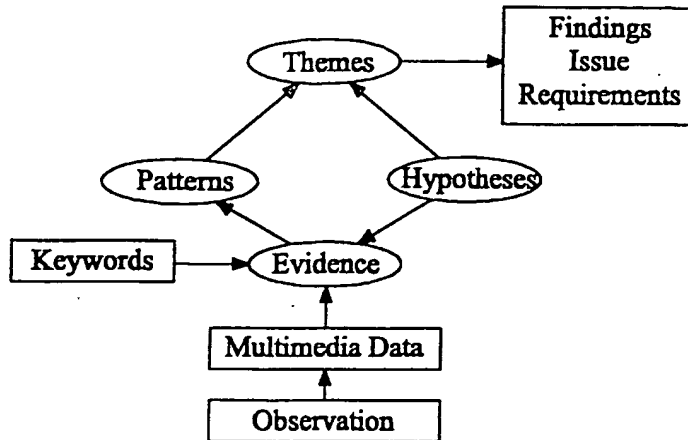 Findings
Issue
Requirements
Themes
Patterns
Hypotheses
Keywords
Evidence
Multimedia Data
Observation